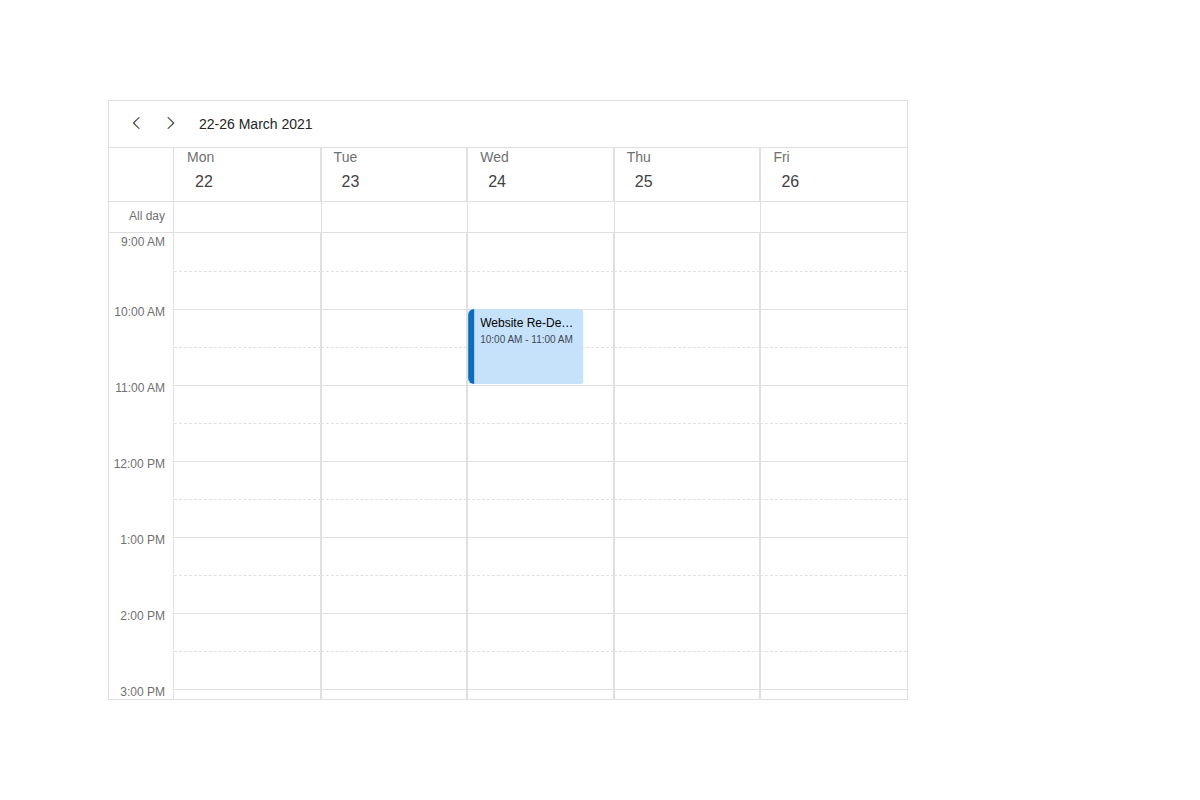 22-26 March 2021
Mon Tue Wed Thu Fri
22 23 24 25 26
All day
9:00 AM
10:00 AM
Website Re-De…
10:00 AM - 11:00 AM
11:00 AM
12:00 PM
1:00 PM
2:00 PM
3:00 PM